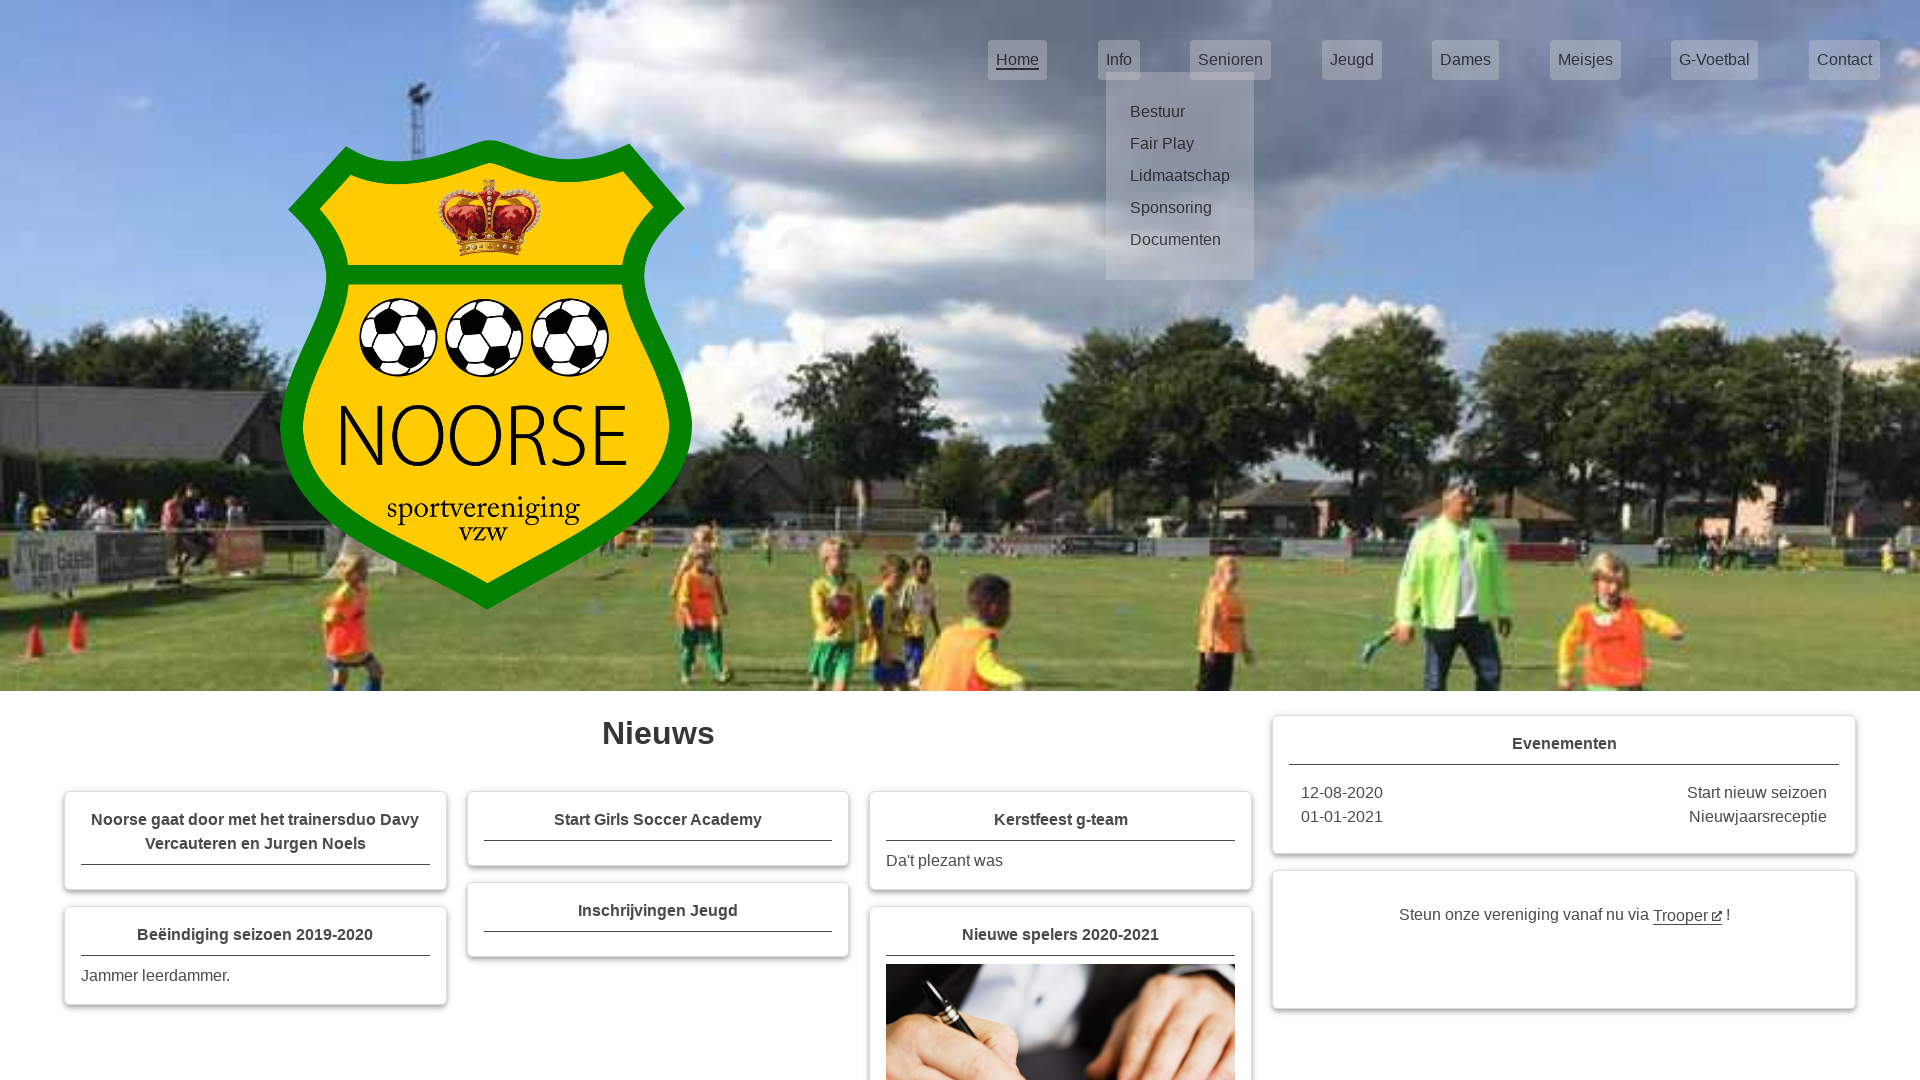 Home
Info
Senioren
Jeugd
Dames
Meisjes
G-Voetbal
Contact
Bestuur
Fair Play
Lidmaatschap
Sponsoring
Documenten
NOORSE
sportvereniging
vzw
Nieuws
Noorse gaat door met het trainersduo Davy
Vercauteren en Jurgen Noels
Beëindiging seizoen 2019-2020
Jammer leerdammer.
Start Girls Soccer Academy
Inschrijvingen Jeugd
Kerstfeest g-team
Da't plezant was
Nieuwe spelers 2020-2021
Evenementen
12-08-2020 Start nieuw seizoen
01-01-2021 Nieuwjaarsreceptie
Steun onze vereniging vanaf nu via Trooper !